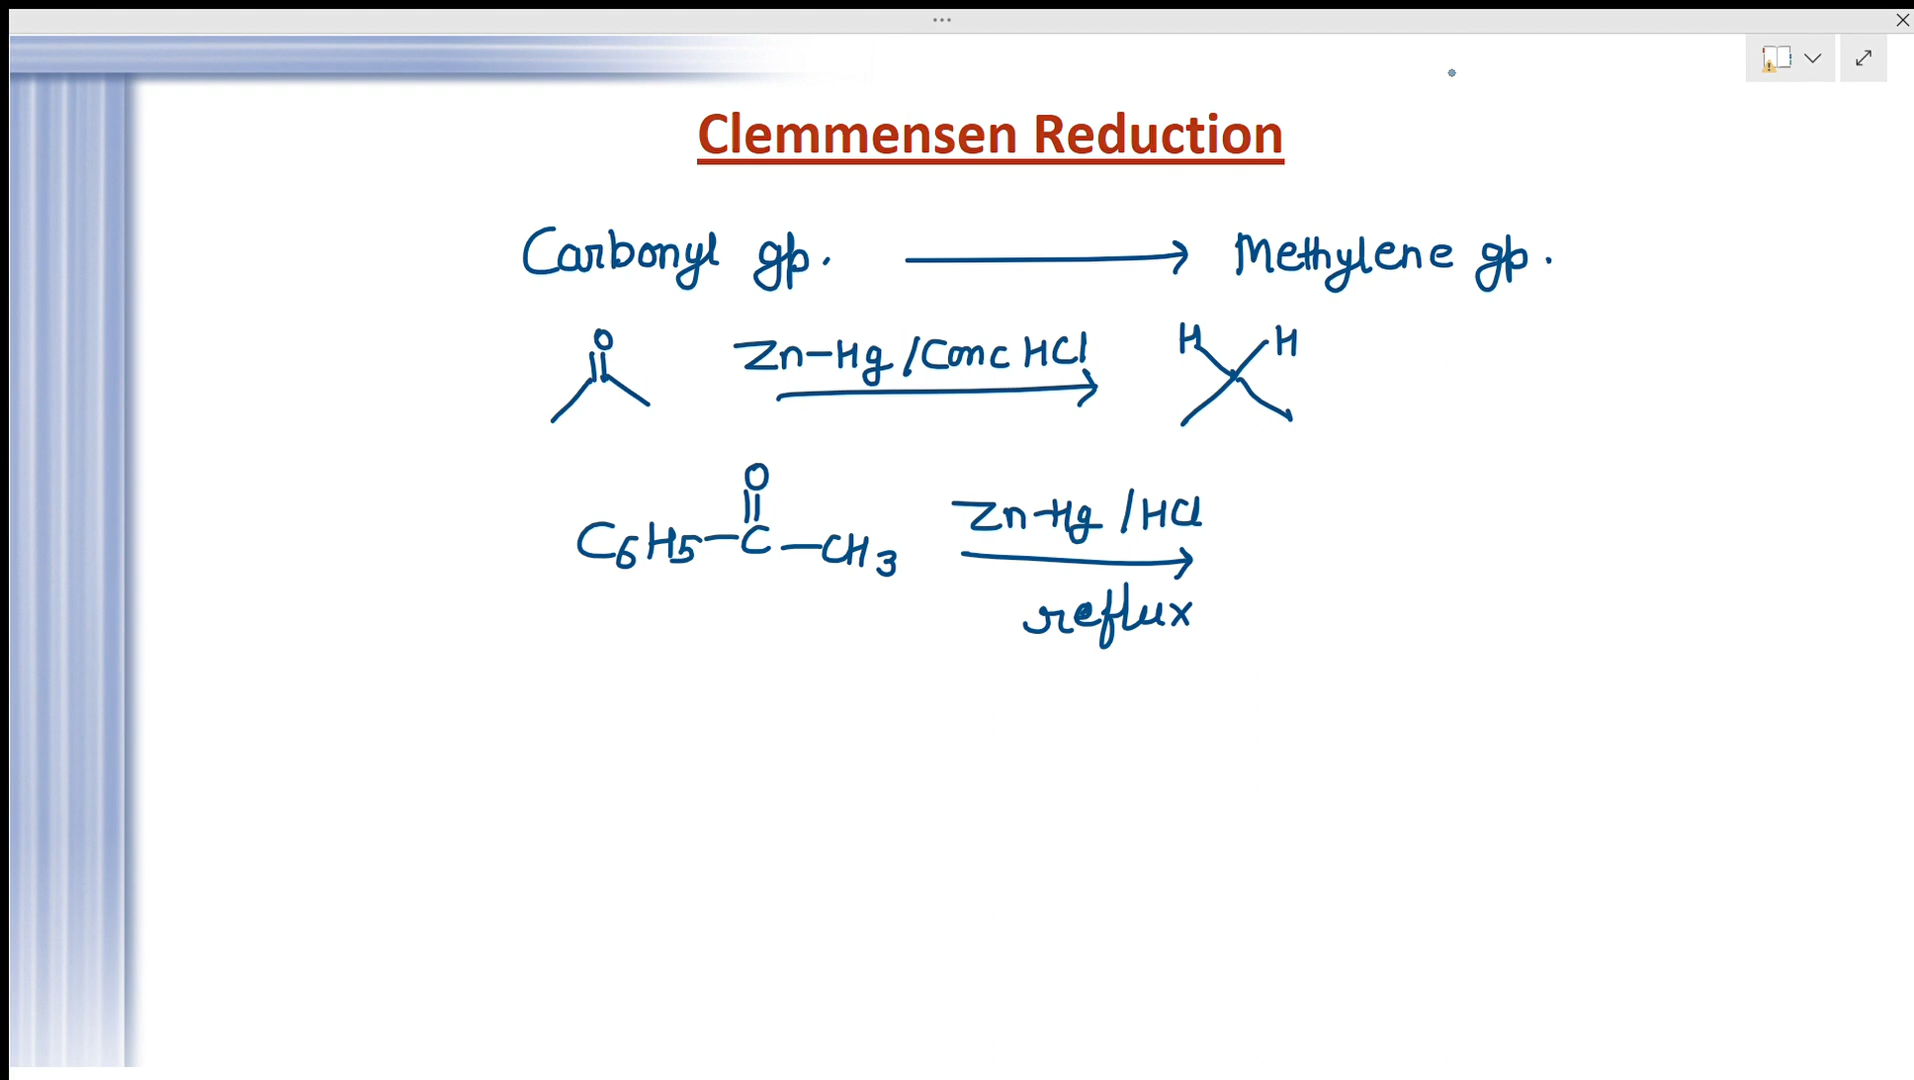 Clemmensen Reduction
Carbonyl gp. ⟶ Methylene gp.
O Zn-Hg /Conc HCl H H
O
C6H5-C-CH3 Zn-Hg /HCl
reflux